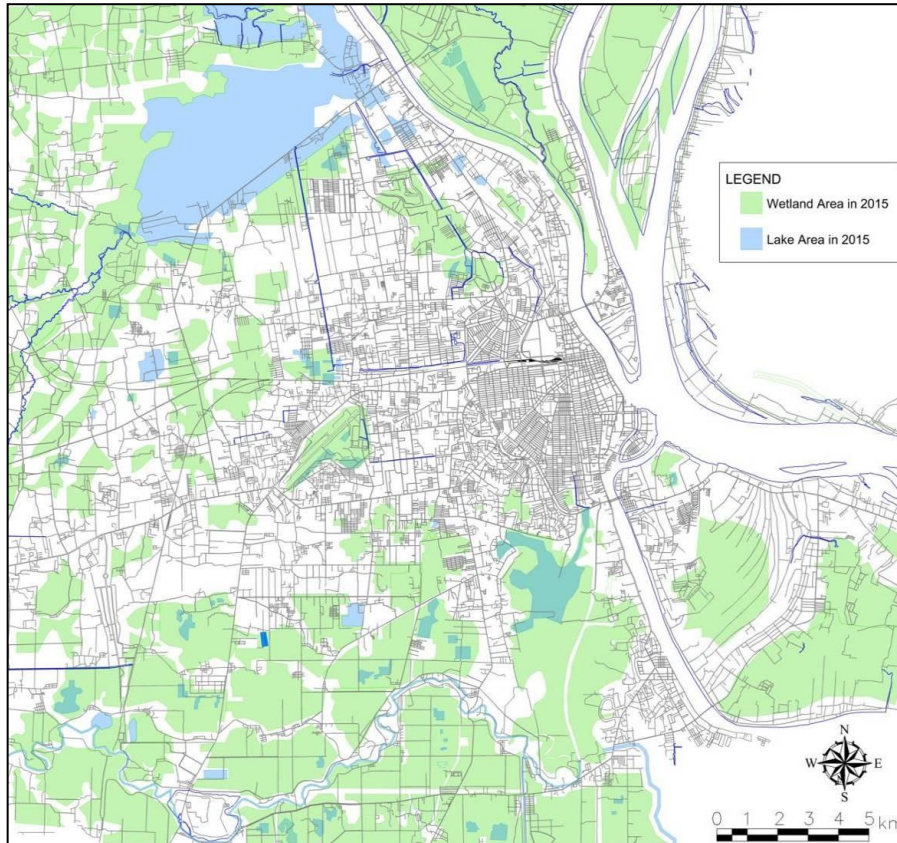 LEGEND
Wetland Area in 2015
Lake Area in 2015
N
W E
S
0 1 2 3 4 5 km